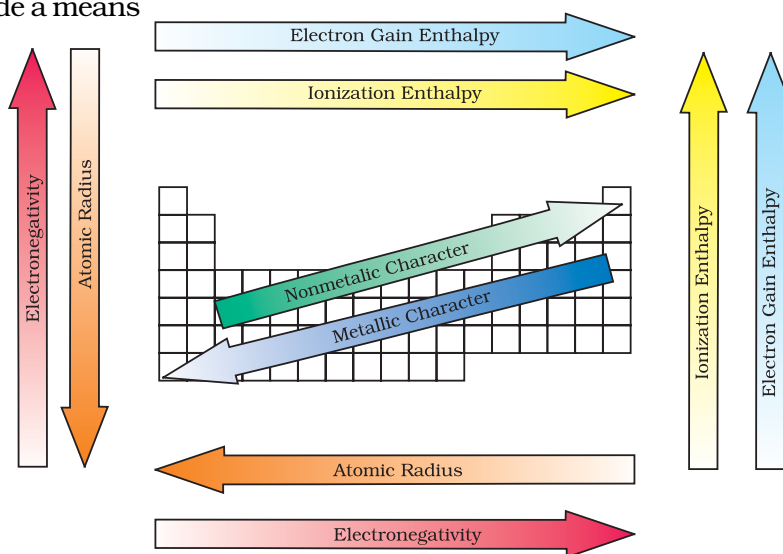 de a means
Electron Gain Enthalpy
Ionization Enthalpy
Electronegativity
Atomic Radius
Nonmetalic Character
Metallic Character
Ionization Enthalpy
Electron Gain Enthalpy
Atomic Radius
Electronegativity